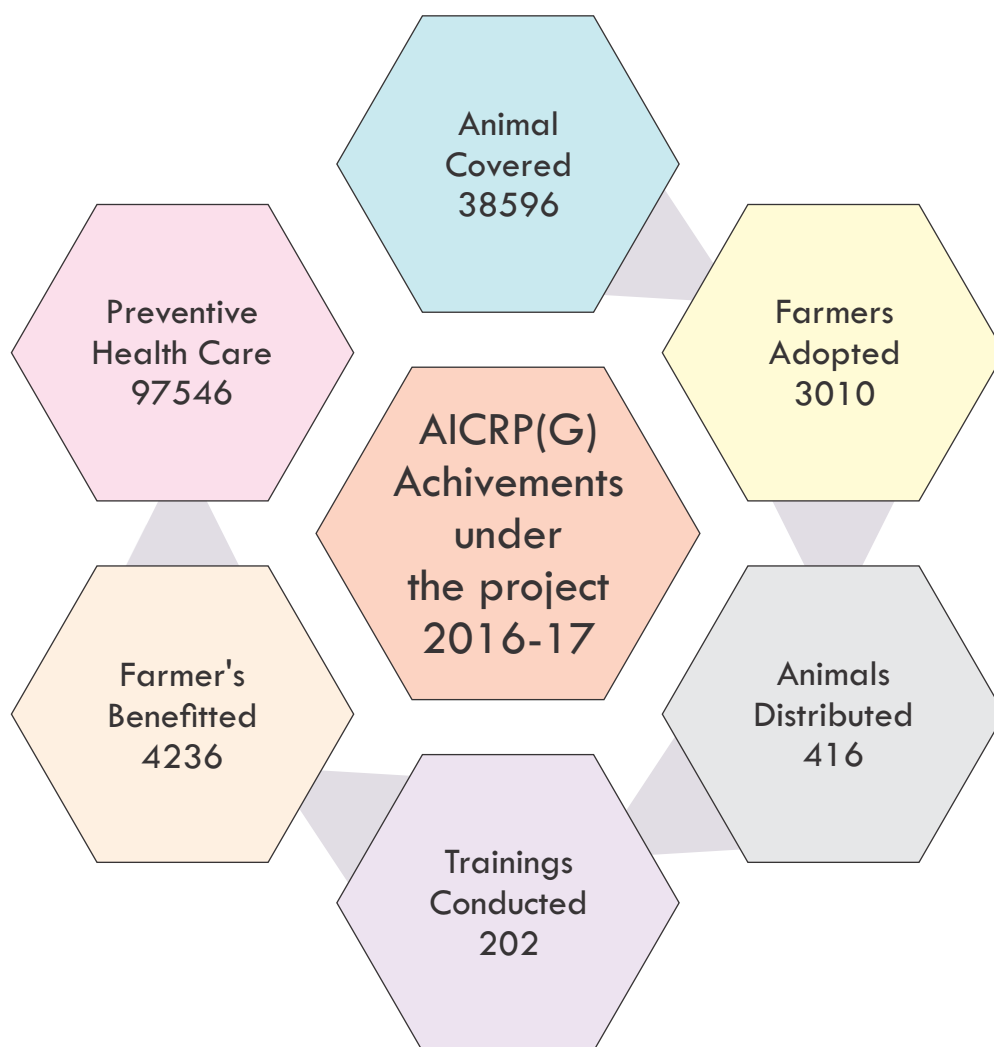 Animal
Covered
38596
Farmers
Adopted
3010
Animals
Distributed
416
Trainings
Conducted
202
Farmer's
Benefitted
4236
Preventive
Health Care
97546
AICRP(G)
Achivements
under
the project
2016-17